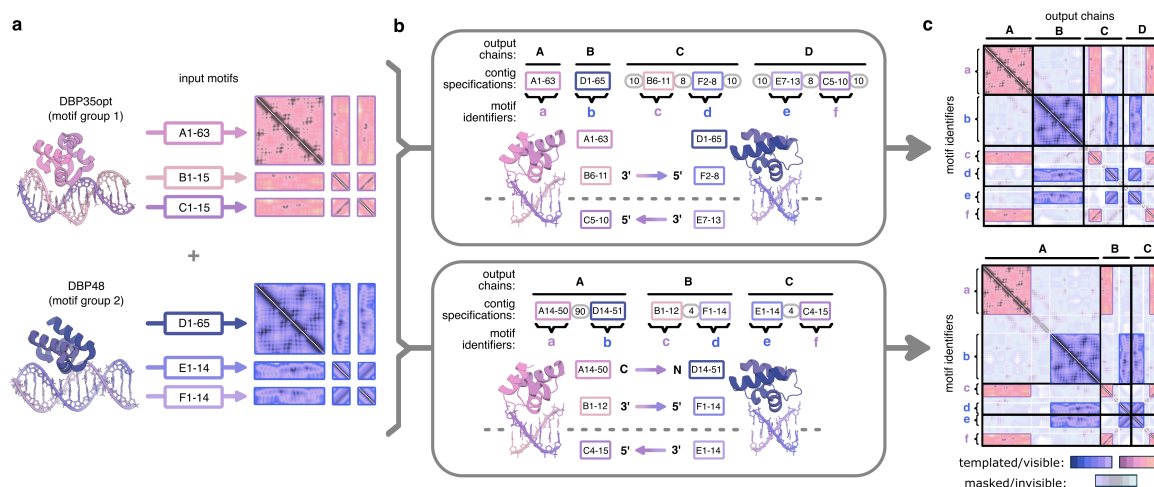 a
input motifs
DBP35opt
(motif group 1)
A1-63
B1-15
C1-15
+
DBP48
(motif group 2)
D1-65
E1-14
F1-14
b
output chains:
A B C D
contig specifications:
A1-63 D1-65 10 B6-11 8 F2-8 10 10 E7-13 8 C5-10 10
motif identifiers:
a b c d e f
A1-63 D1-65
B6-11 3' 5' F2-8
C5-10 5' 3' E7-13
output chains:
A B C
contig specifications:
A14-50 90 D14-51 B1-12 4 F1-14 E1-14 4 C4-15
motif identifiers:
a b c d e f
A14-50 C N D14-51
B1-12 3' 5' F1-14
C4-15 5' 3' E1-14
c
output chains
A B C D
motif identifiers
a
b
c
d
e
f
A B C
motif identifiers
a
b
c
d
e
f
templated/visible:
masked/invisible: